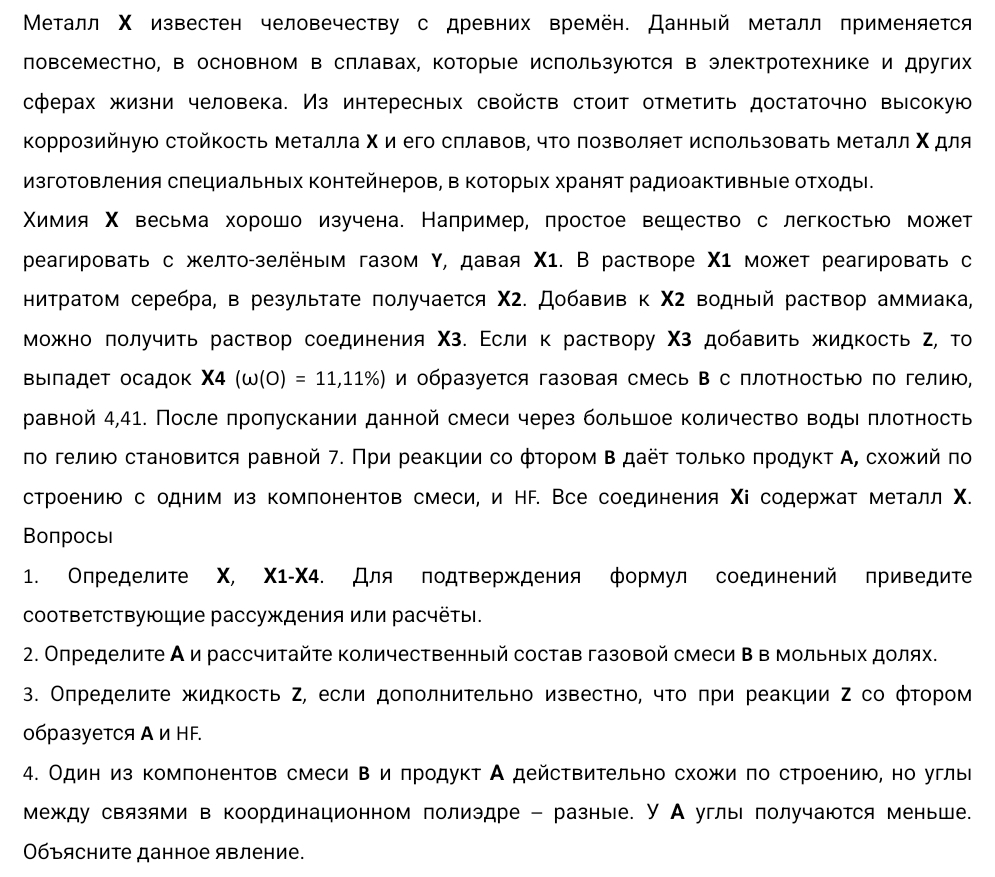 Металл X известен человечеству с древних времён. Данный металл применяется
повсеместно, в основном в сплавах, которые используются в электротехнике и других
сферах жизни человека. Из интересных свойств стоит отметить достаточно высокую
коррозийную стойкость металла X и его сплавов, что позволяет использовать металл X для
изготовления специальных контейнеров, в которых хранят радиоактивные отходы.
Химия X весьма хорошо изучена. Например, простое вещество с легкостью может
реагировать с желто-зелёным газом Y, давая X1. В растворе X1 может реагировать с
нитратом серебра, в результате получается X2. Добавив к X2 водный раствор аммиака,
можно получить раствор соединения X3. Если к раствору X3 добавить жидкость Z, то
выпадет осадок X4 (ω(O) = 11,11%) и образуется газовая смесь B с плотностью по гелию,
равной 4,41. После пропускании данной смеси через большое количество воды плотность
по гелию становится равной 7. При реакции со фтором B даёт только продукт A, схожий по
строению с одним из компонентов смеси, и HF. Все соединения Xi содержат металл X.
Вопросы
1. Определите X, X1-X4. Для подтверждения формул соединений приведите
соответствующие рассуждения или расчёты.
2. Определите A и рассчитайте количественный состав газовой смеси B в мольных долях.
3. Определите жидкость Z, если дополнительно известно, что при реакции Z со фтором
образуется A и HF.
4. Один из компонентов смеси B и продукт A действительно схожи по строению, но углы
между связями в координационном полиэдре – разные. У A углы получаются меньше.
Объясните данное явление.